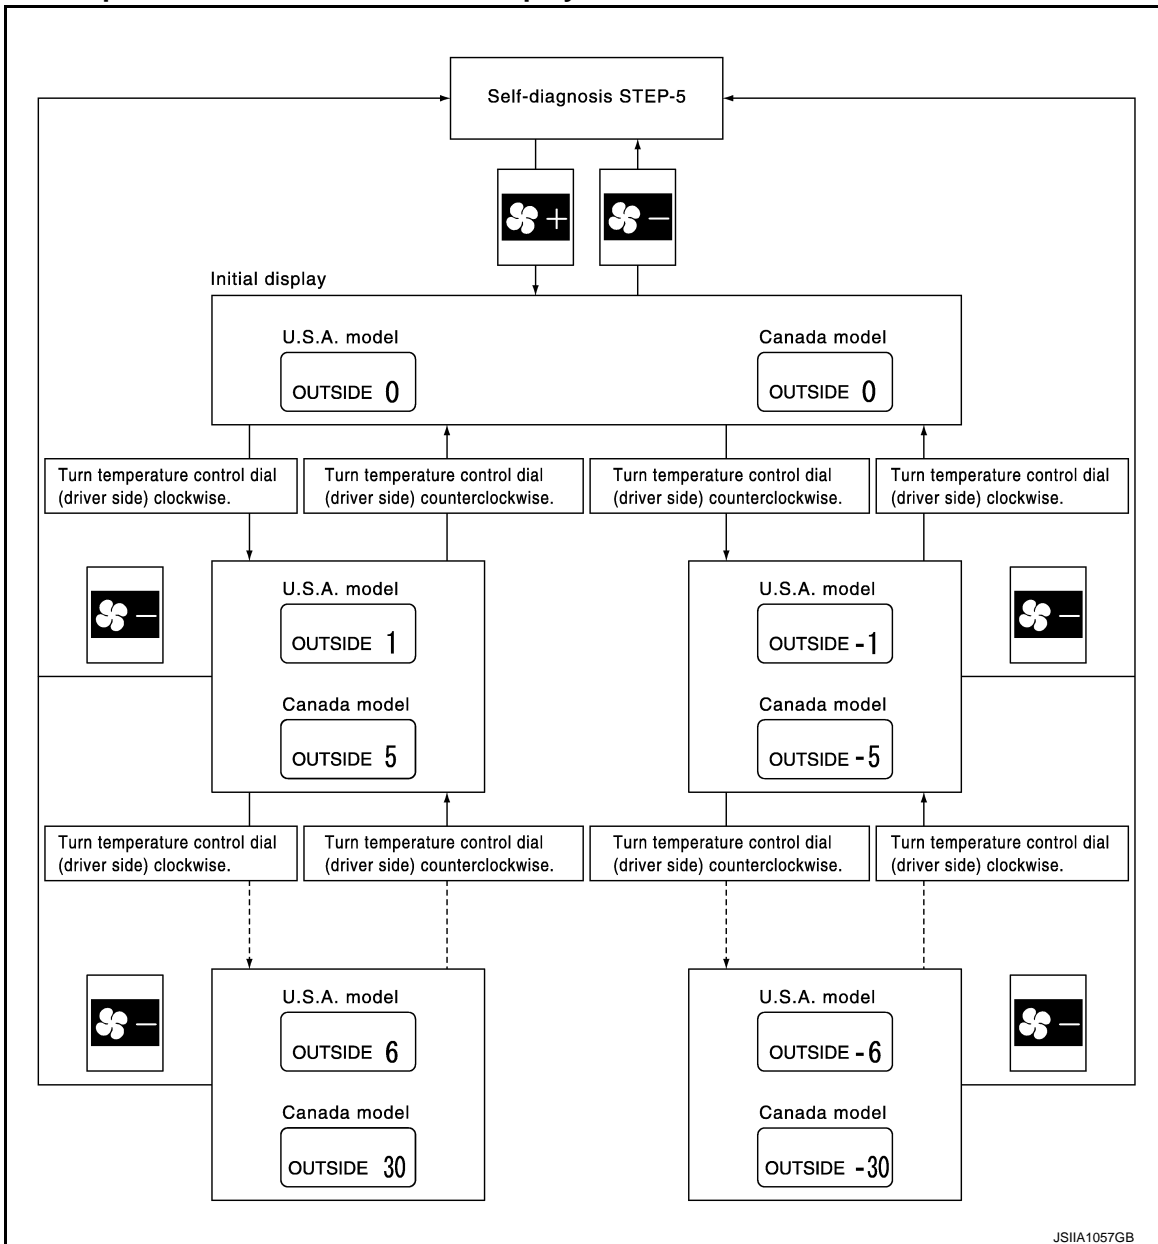 Self-diagnosis STEP-5
Initial display
U.S.A. model
Canada model
OUTSIDE 0
OUTSIDE 0
Turn temperature control dial
(driver side) clockwise.
Turn temperature control dial
(driver side) counterclockwise.
Turn temperature control dial
(driver side) counterclockwise.
Turn temperature control dial
(driver side) clockwise.
U.S.A. model
OUTSIDE 1
Canada model
OUTSIDE 5
U.S.A. model
OUTSIDE -1
Canada model
OUTSIDE -5
Turn temperature control dial
(driver side) clockwise.
Turn temperature control dial
(driver side) counterclockwise.
Turn temperature control dial
(driver side) counterclockwise.
Turn temperature control dial
(driver side) clockwise.
U.S.A. model
OUTSIDE 6
Canada model
OUTSIDE 30
U.S.A. model
OUTSIDE -6
Canada model
OUTSIDE -30
JSIIA1057GB